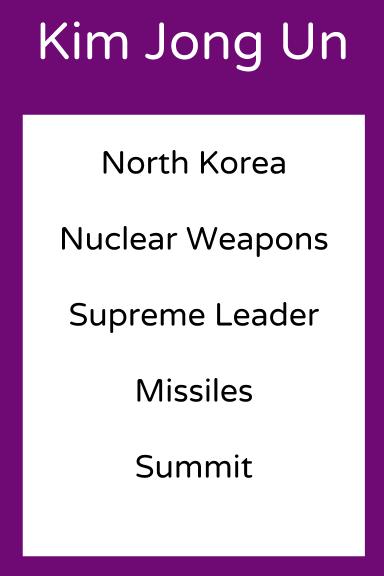 Kim Jong Un
North Korea
Nuclear Weapons
Supreme Leader
Missiles
Summit